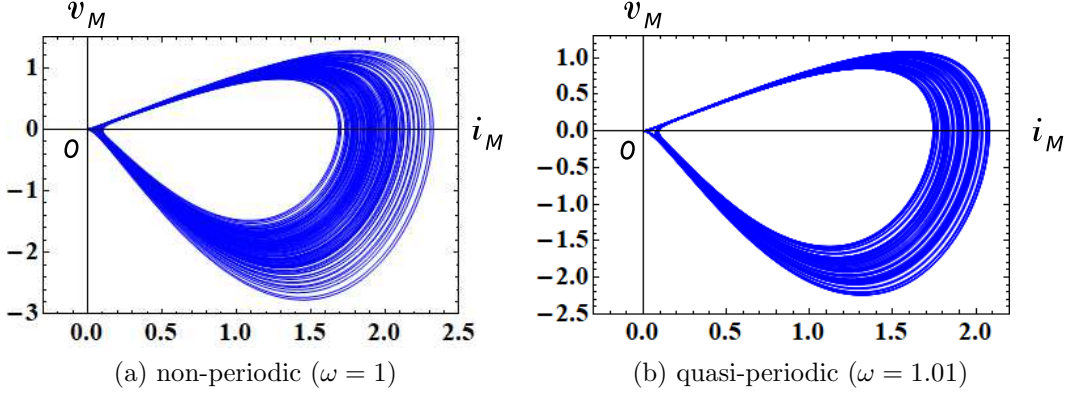 v_M
1
0
−1
−2
−3
O
i_M
0.0 0.5 1.0 1.5 2.0 2.5
(a) non-periodic (ω = 1)
v_M
1.0
0.5
0.0
−0.5
−1.0
−1.5
−2.0
−2.5
O
i_M
0.0 0.5 1.0 1.5 2.0
(b) quasi-periodic (ω = 1.01)